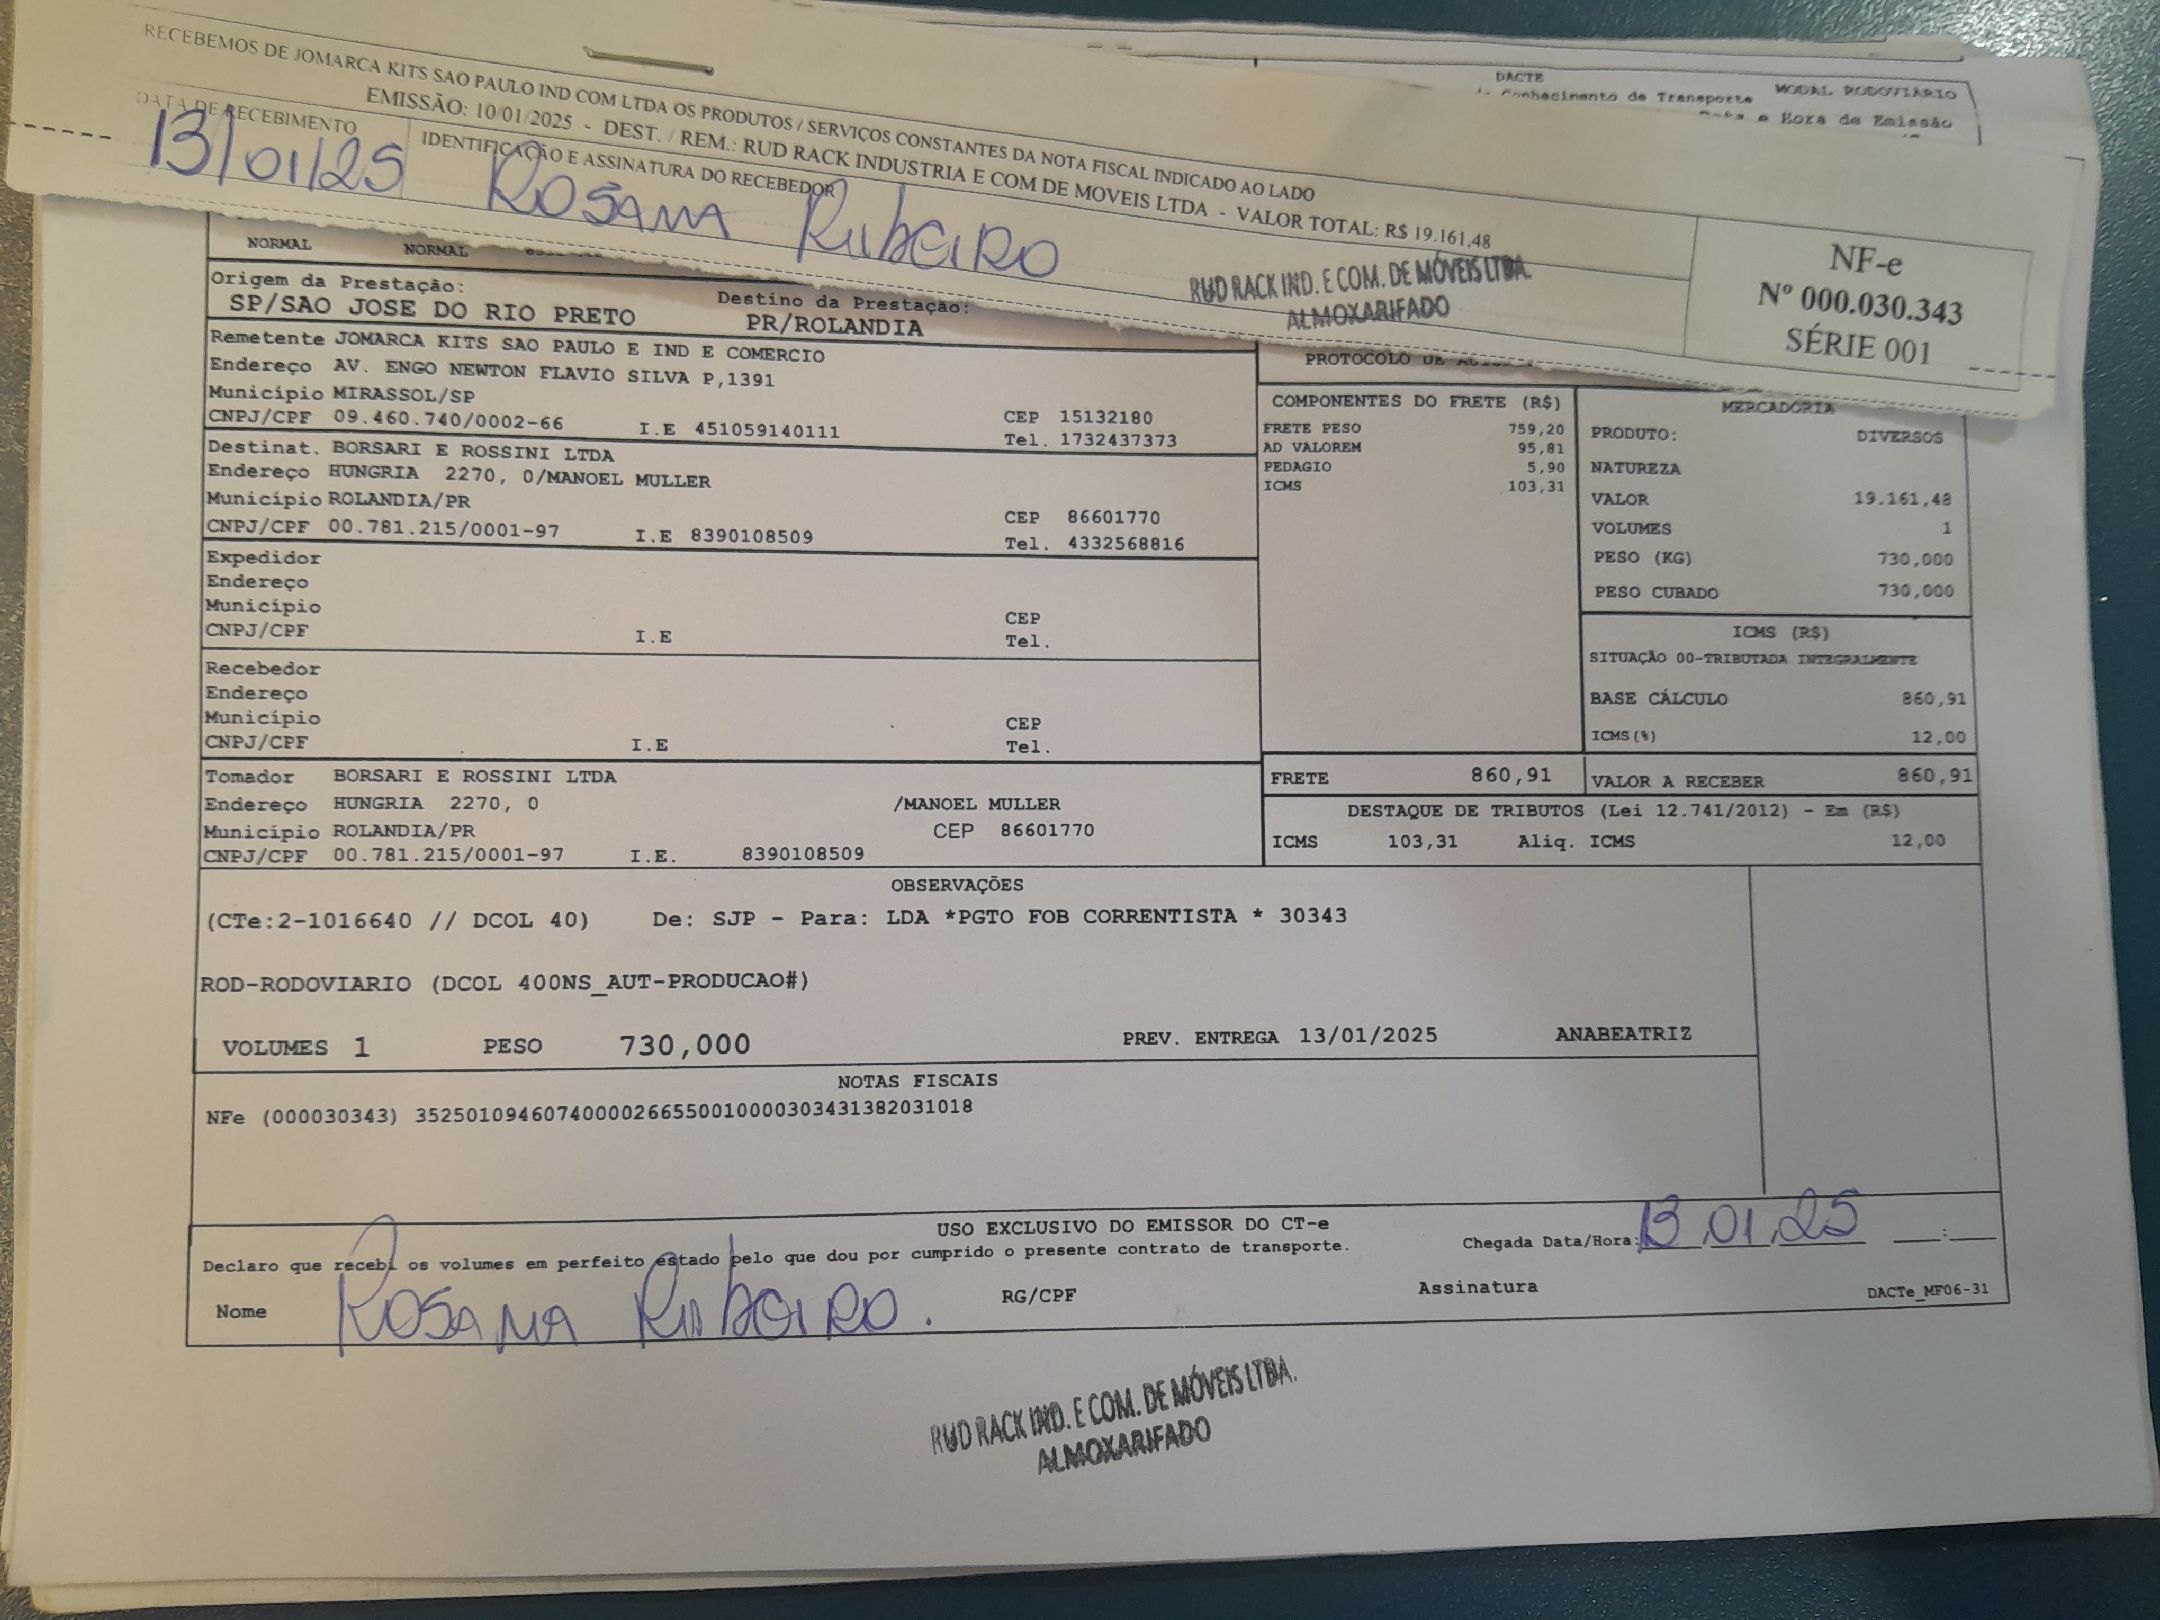 RECEBEMOS DE JOMARCA KITS SAO PAULO IND COM LTDA OS PRODUTOS / SERVIÇOS CONSTANTES DA NOTA FISCAL INDICADO AO LADO
EMISSÃO: 10/01/2025 - DEST. / REM.: RUD RACK INDUSTRIA E COM DE MOVEIS LTDA - VALOR TOTAL: R$ 19.161,48
DATA DE RECEBIMENTO
IDENTIFICAÇÃO E ASSINATURA DO RECEBEDOR
13/01/25 Rosana Ribeiro
RUD RACK IND. E COM. DE MÓVEIS LTDA.
ALMOXARIFADO
NF-e
Nº 000.030.343
SÉRIE 001
DACTE
Conhecimento de Transporte
MODAL RODOVIÁRIO
e Hora de Emissão
NORMAL NORMAL
Origem da Prestação:
SP/SAO JOSE DO RIO PRETO
Destino da Prestação:
PR/ROLANDIA
Remetente JOMARCA KITS SAO PAULO E IND E COMERCIO
Endereço AV. ENGO NEWTON FLAVIO SILVA P,1391
Município MIRASSOL/SP CEP 15132180
CNPJ/CPF 09.460.740/0002-66 I.E 451059140111 Tel. 1732437373
Destinat. BORSARI E ROSSINI LTDA
Endereço HUNGRIA 2270, 0/MANOEL MULLER
Município ROLANDIA/PR CEP 86601770
CNPJ/CPF 00.781.215/0001-97 I.E 8390108509 Tel. 4332568816
Expedidor
Endereço
Município CEP
CNPJ/CPF I.E Tel.
Recebedor
Endereço
Município CEP
CNPJ/CPF I.E Tel.
Tomador BORSARI E ROSSINI LTDA
Endereço HUNGRIA 2270, 0 /MANOEL MULLER
Município ROLANDIA/PR CEP 86601770
CNPJ/CPF 00.781.215/0001-97 I.E. 8390108509
PROTOCOLO
COMPONENTES DO FRETE (R$)
FRETE PESO 759,20
AD VALOREM 95,81
PEDAGIO 5,90
ICMS 103,31
MERCADORIA
PRODUTO: DIVERSOS
NATUREZA
VALOR 19.161,48
VOLUMES 1
PESO (KG) 730,000
PESO CUBADO 730,000
ICMS (R$)
SITUAÇÃO 00-TRIBUTADA INTEGRALMENTE
BASE CÁLCULO 860,91
ICMS(%) 12,00
FRETE 860,91 VALOR A RECEBER 860,91
DESTAQUE DE TRIBUTOS (Lei 12.741/2012) - Em (R$)
ICMS 103,31 Aliq. ICMS 12,00
OBSERVAÇÕES
(CTe:2-1016640 // DCOL 40) De: SJP - Para: LDA *PGTO FOB CORRENTISTA * 30343
ROD-RODOVIARIO (DCOL 400NS_AUT-PRODUCAO#)
VOLUMES 1 PESO 730,000 PREV. ENTREGA 13/01/2025 ANABEATRIZ
NOTAS FISCAIS
NFe (000030343) 35250109460740000266550010000303431382031018
USO EXCLUSIVO DO EMISSOR DO CT-e
Declaro que recebi os volumes em perfeito estado pelo que dou por cumprido o presente contrato de transporte.
Chegada Data/Hora: 13 01 25 :
Nome Rosana Ribeiro. RG/CPF Assinatura DACTe_MF06-31
RUD RACK IND. E COM. DE MÓVEIS LTDA.
ALMOXARIFADO